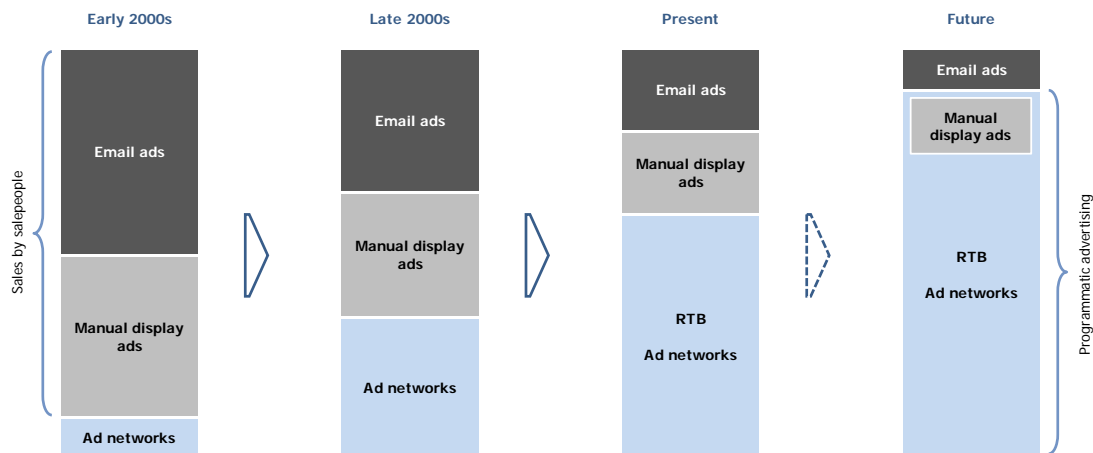 Early 2000s
Late 2000s
Present
Future
Sales by salepeople
Email ads
Manual display
ads
Ad networks
Email ads
Manual display
ads
Ad networks
Email ads
Manual display
ads
RTB
Ad networks
Email ads
Manual
display ads
RTB
Ad networks
Programmatic advertising